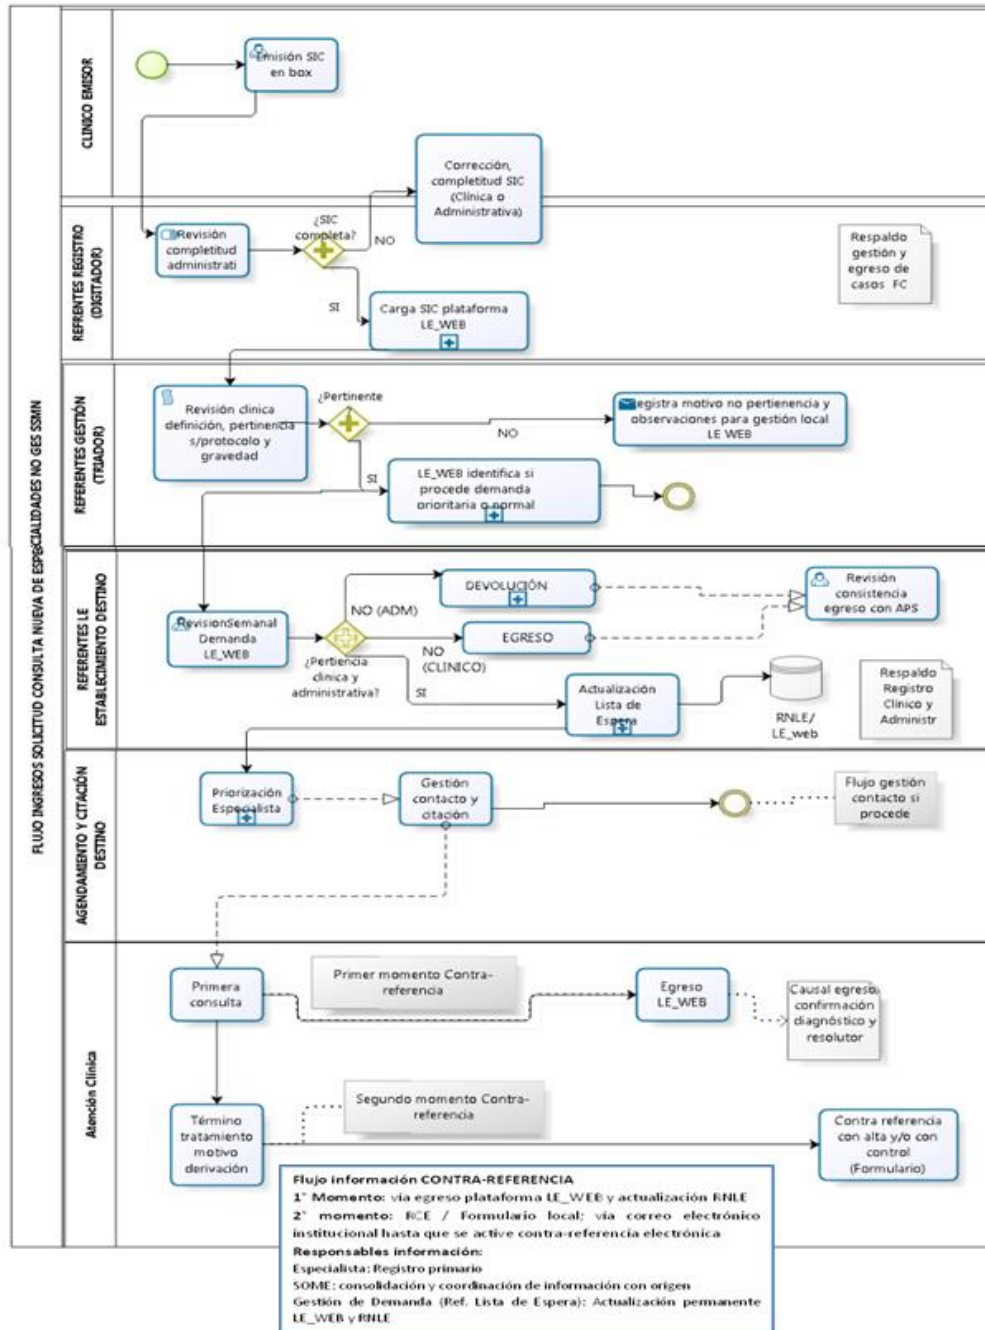 FLUJO INGRESOS SOLICITUD CONSULTA NUEVA DE ESPECIALIDADES NO GES SSMN
CLINICO EMISOR
Emisión SIC
en box
Corrección,
completitud SIC
(Clínica o
Administrativa)
REFRENTES REGISTRO
(DIGITADOR)
Revisión
completitud
administrati
¿SIC
completa?
NO
SI
Carga SIC plataforma
LE_WEB
Respaldo
gestión y
egreso de
casos FC
REFERENTES GESTIÓN
(TRIADOR)
Revisión clínica
definición, pertinencia
s/protocolo y
gravedad
¿Pertinente
?
NO
SI
egistra motivo no pertienencia y
observaciones para gestión local
LE WEB
LE_WEB identifica si
procede demanda
prioritaria o normal
REFERENTES LE
ESTABLECIMIENTO DESTINO
RevisionSemanal
Demanda
LE_WEB
¿Pertiencia
clinica y
administrativa?
NO (ADM)
DEVOLUCIÓN
NO
(CLINICO)
EGRESO
SI
Revisión
consistencia
egreso con APS
Actualización
Lista de
Espera
RNLE/
LE_web
Respaldo
Registro
Clínico y
Administr
AGENDAMIENTO Y CITACIÓN
DESTINO
Priorización
Especialista
Gestión
contacto y
citación
Flujo gestión
contacto si
procede
Atención Clínica
Primera
consulta
Primer momento Contra-
referencia
Egreso
LE_WEB
Causal egreso,
confirmación
diagnóstico y
resolutor
Término
tratamiento
motivo
derivación
Segundo momento Contra-
referencia
Contra referencia
con alta y/o con
control
(Formulario)
Flujo información CONTRA-REFERENCIA
1° Momento: vía egreso plataforma LE_WEB y actualización RNLE
2° momento: RCE / Formulario local; vía correo electrónico
institucional hasta que se active contra-referencia electrónica
Responsables información:
Especialista: Registro primario
SOME: consolidación y coordinación de información con origen
Gestión de Demanda (Ref. Lista de Espera): Actualización permanente
LE_WEB y RNLE